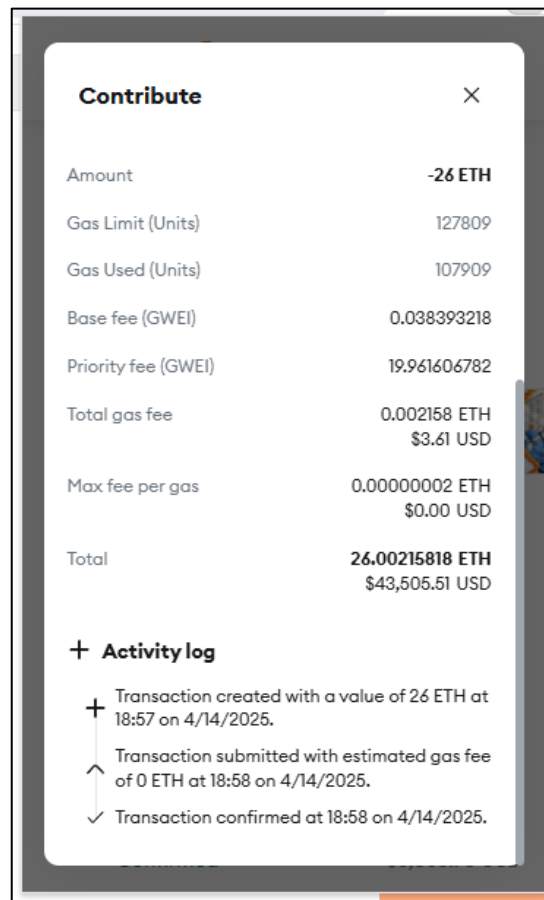 Contribute
Amount -26 ETH
Gas Limit (Units) 127809
Gas Used (Units) 107909
Base fee (GWEI) 0.038393218
Priority fee (GWEI) 19.961606782
Total gas fee 0.002158 ETH
$3.61 USD
Max fee per gas 0.00000002 ETH
$0.00 USD
Total 26.00215818 ETH
$43,505.51 USD
Activity log
Transaction created with a value of 26 ETH at
18:57 on 4/14/2025.
Transaction submitted with estimated gas fee
of 0 ETH at 18:58 on 4/14/2025.
Transaction confirmed at 18:58 on 4/14/2025.